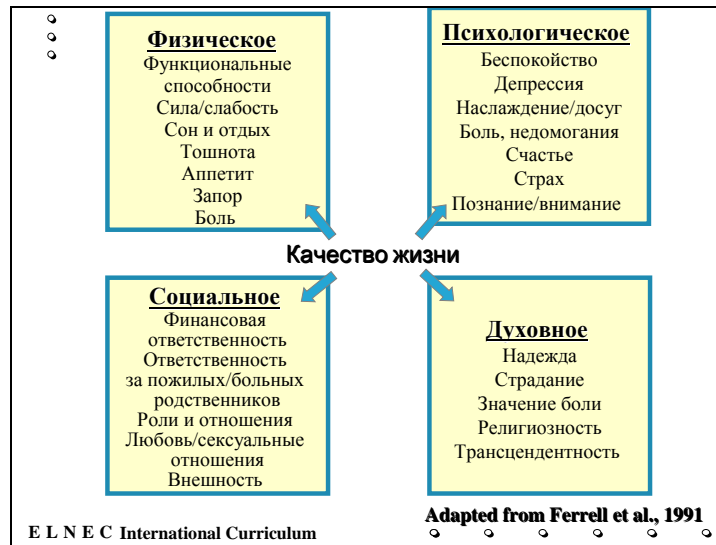 Физическое
Функциональные
способности
Сила/слабость
Сон и отдых
Тошнота
Аппетит
Запор
Боль
Психологическое
Беспокойство
Депрессия
Наслаждение/досуг
Боль, недомогания
Счастье
Страх
Познание/внимание
Качество жизни
Социальное
Финансовая
ответственность
Ответственность
за пожилых/больных
родственников
Роли и отношения
Любовь/сексуальные
отношения
Внешность
Духовное
Надежда
Страдание
Значение боли
Религиозность
Трансцендентность
Adapted from Ferrell et al., 1991
E L N E C International Curriculum